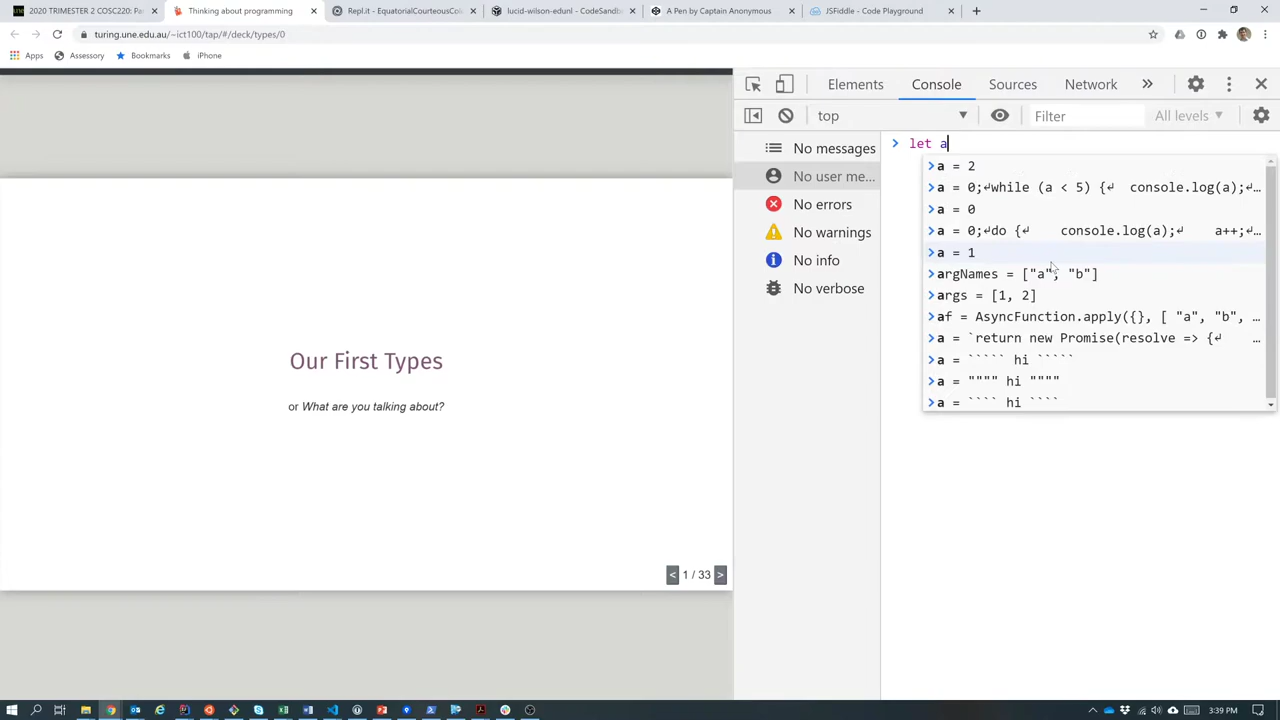 2020 TRIMESTER 2 COSC220: Pa
Thinking about programming
Repl.it - EquatorialCourteousCol
lucid-wilson-edunl - CodeSandb
A Pen by Captain Anonymous
JSFiddle - Code Playground
turing.une.edu.au/~ict100/tap/#/deck/types/0
Apps
Assessory
Bookmarks
iPhone
Elements
Console
Sources
Network
top
Filter
All levels
No messages
No user me...
No errors
No warnings
No info
No verbose
let a
a = 2
a = 0;↲while (a < 5) {↲  console.log(a);↲…
a = 0
a = 0;↲do {↲    console.log(a);↲    a++;↲…
a = 1
argNames = ["a", "b"]
args = [1, 2]
af = AsyncFunction.apply({}, [ "a", "b", …
a = `return new Promise(resolve => {↲    …
a = ````` hi `````
a = """" hi """"
a = ```` hi ````
Our First Types
or What are you talking about?
< 1 / 33 >
3:39 PM